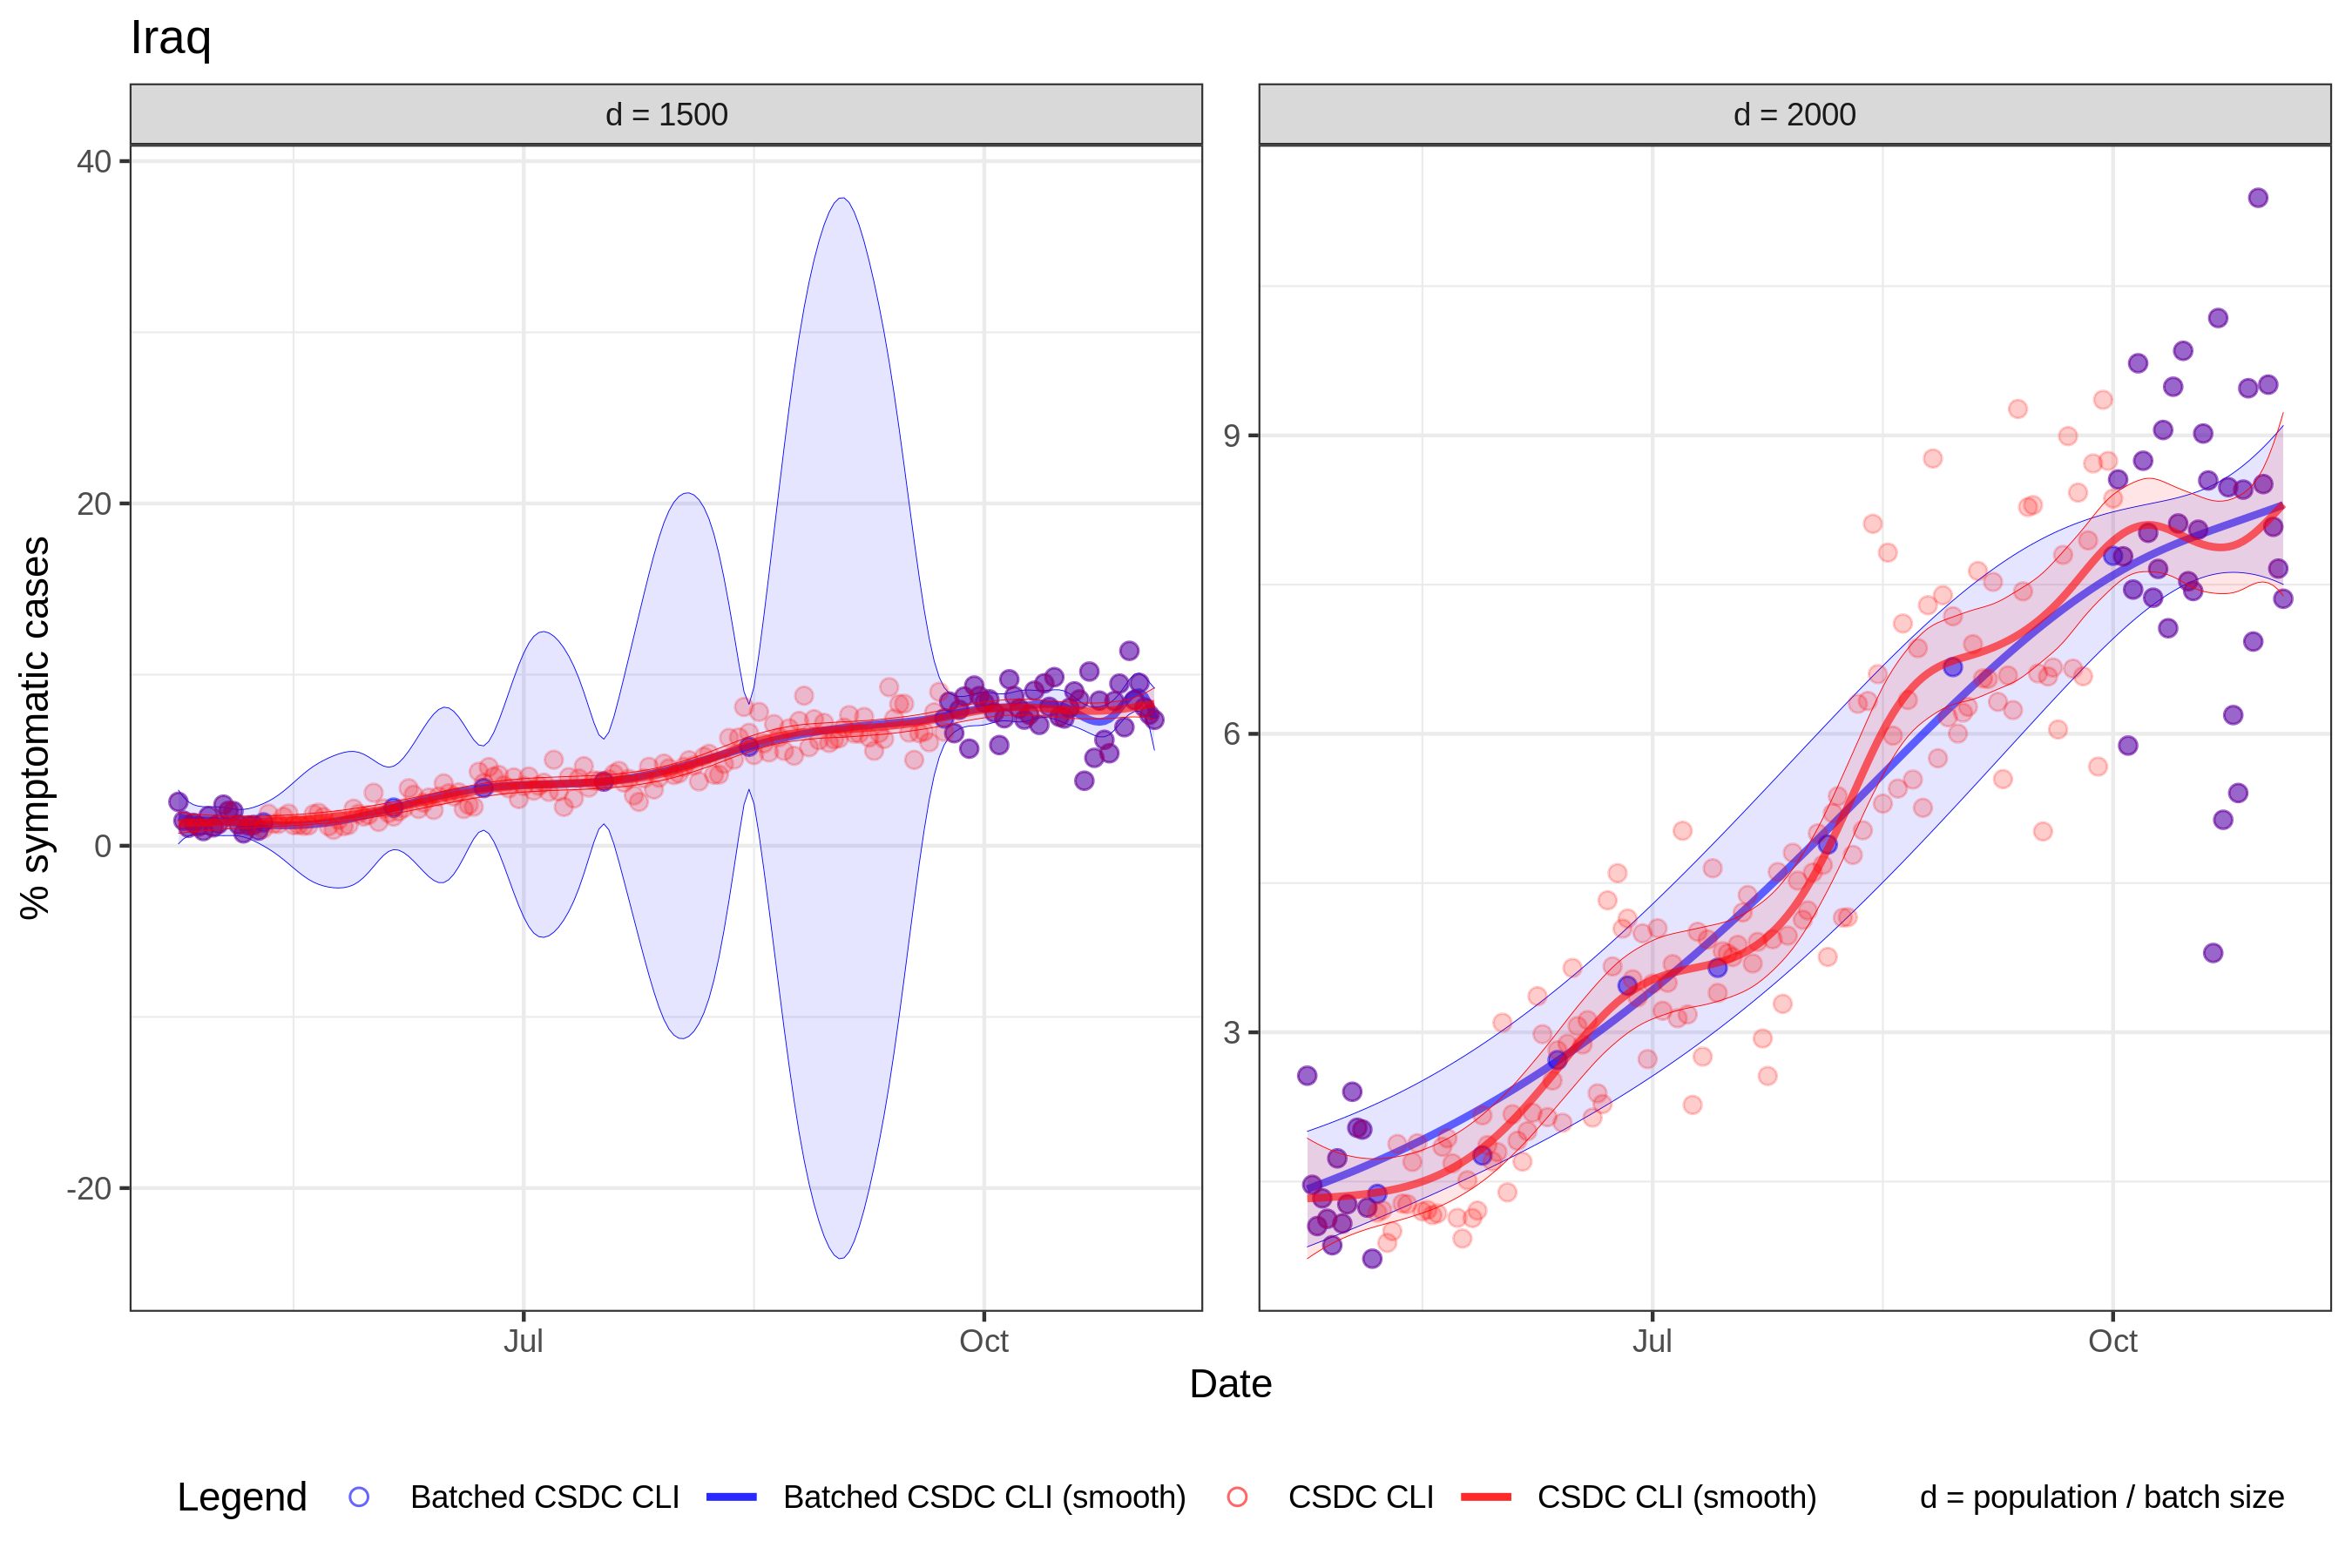 Iraq
d = 1500
d = 2000
40
20
0
-20
9
6
3
% symptomatic cases
Jul
Oct
Jul
Oct
Date
Legend
Batched CSDC CLI
Batched CSDC CLI (smooth)
CSDC CLI
CSDC CLI (smooth)
d = population / batch size